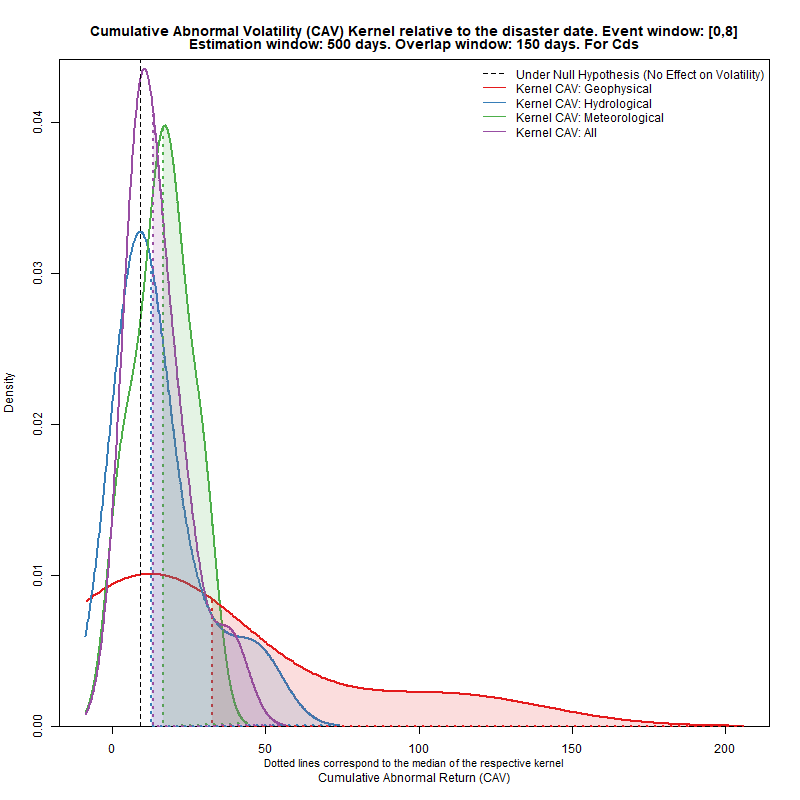 Cumulative Abnormal Volatility (CAV) Kernel relative to the disaster date. Event window: [0,8]
Estimation window: 500 days. Overlap window: 150 days. For Cds
Under Null Hypothesis (No Effect on Volatility)
Kernel CAV: Geophysical
Kernel CAV: Hydrological
Kernel CAV: Meteorological
Kernel CAV: All
Density
0.04
0.03
0.02
0.01
0.00
0 50 100 150 200
Dotted lines correspond to the median of the respective kernel
Cumulative Abnormal Return (CAV)